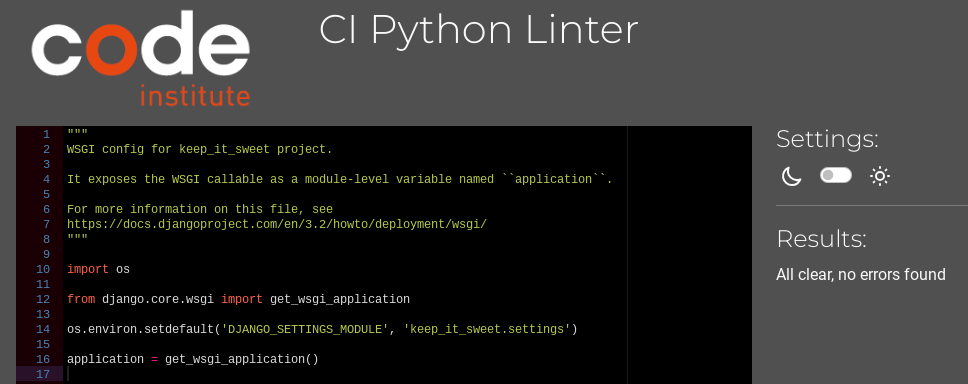 code
institute
CI Python Linter
1 """
2 WSGI config for keep_it_sweet project.
3
4 It exposes the WSGI callable as a module-level variable named ``application``.
5
6 For more information on this file, see
7 https://docs.djangoproject.com/en/3.2/howto/deployment/wsgi/
8 """
9
10 import os
11
12 from django.core.wsgi import get_wsgi_application
13
14 os.environ.setdefault('DJANGO_SETTINGS_MODULE', 'keep_it_sweet.settings')
15
16 application = get_wsgi_application()
17
Settings:
Results:
All clear, no errors found